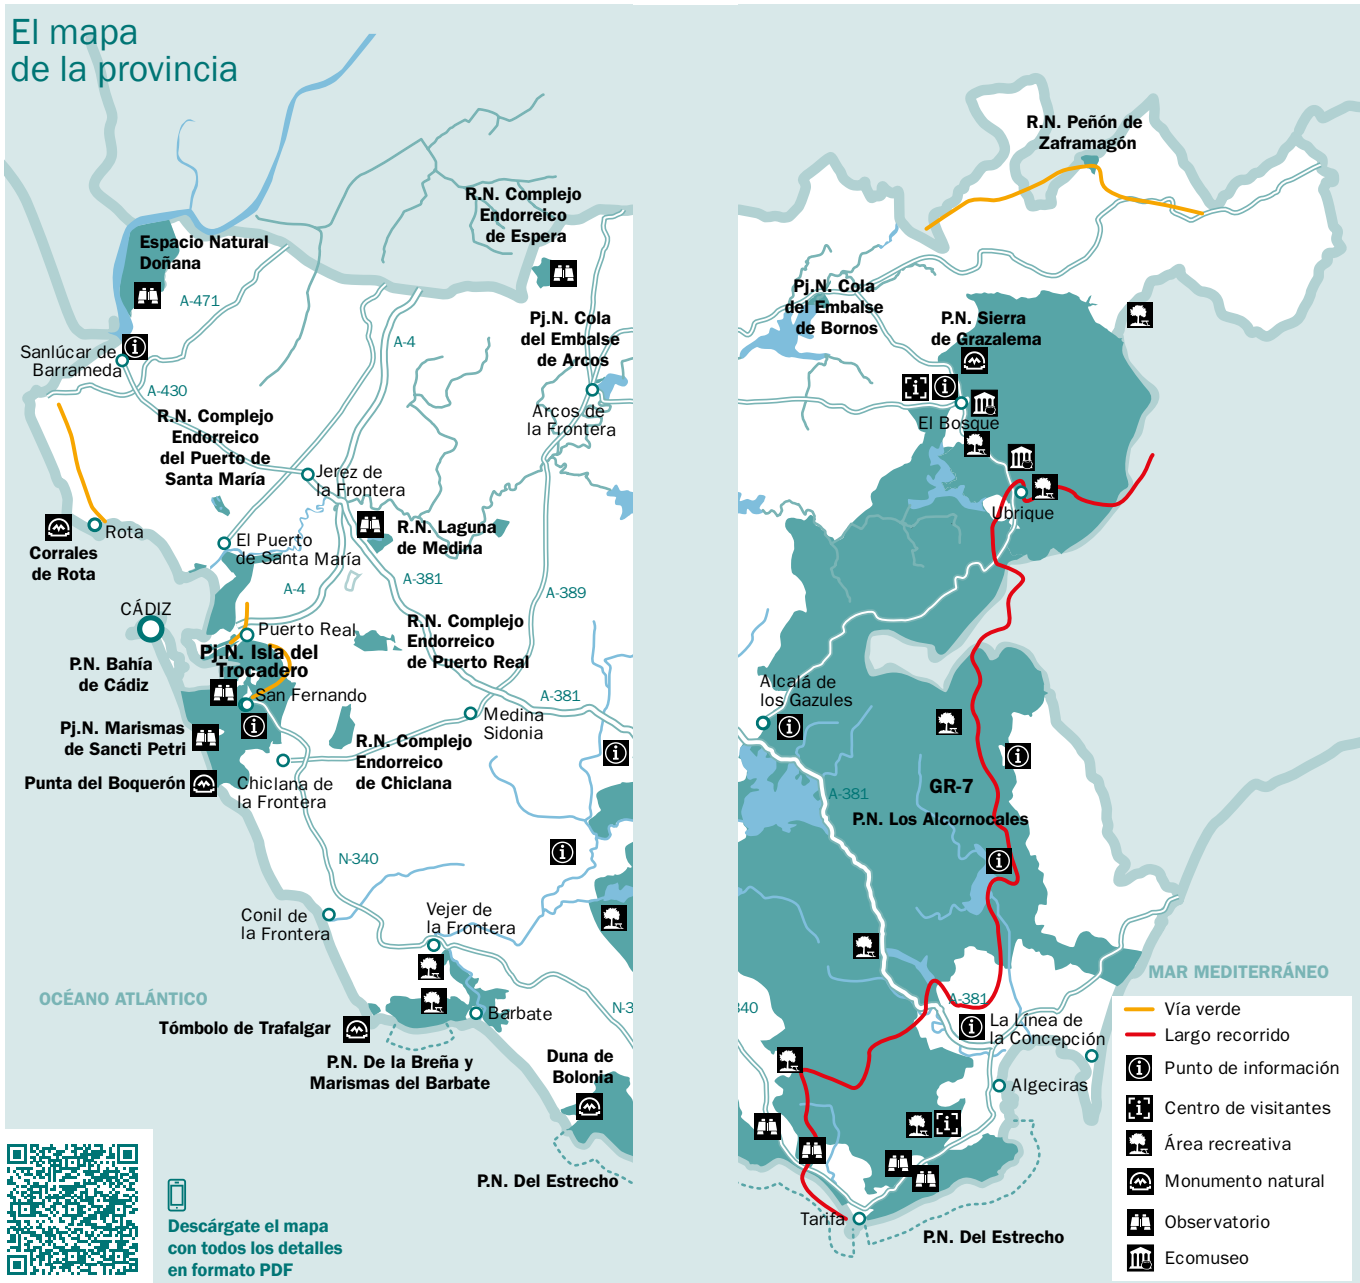 El mapa
de la provincia
R.N. Peñón de
Zaframagón
R.N. Complejo
Endorreico
de Espera
Espacio Natural
Doñana
A-471
Pj.N. Cola
del Embalse
de Bornos
P.N. Sierra
de Grazalema
Pj.N. Cola
del Embalse
de Arcos
A-4
Sanlúcar de
Barrameda
A-430
R.N. Complejo
Endorreico
del Puerto de
Santa María
Arcos de
la Frontera
El Bosque
Jerez de
la Frontera
Ubrique
Rota
Corrales
de Rota
El Puerto
de Santa María
R.N. Laguna
de Medina
A-4
A-381
A-389
CÁDIZ
Puerto Real
R.N. Complejo
Endorreico
de Puerto Real
Pj.N. Isla del
Trocadero
P.N. Bahía
de Cádiz
San Fernando
A-381
Alcalá de
los Gazules
Medina
Sidonia
Pj.N. Marismas
de Sancti Petri
R.N. Complejo
Endorreico
de Chiclana
Punta del Boquerón
Chiclana de
la Frontera
A-381
GR-7
P.N. Los Alcornocales
N-340
Conil de
la Frontera
Vejer de
la Frontera
MAR MEDITERRÁNEO
OCÉANO ATLÁNTICO
Barbate
N-3
40
A-381
Tómbolo de Trafalgar
La Línea de
la Concepción
P.N. De la Breña y
Marismas del Barbate
Duna de
Bolonia
Algeciras
P.N. Del Estrecho
Tarifa
P.N. Del Estrecho
Vía verde
Largo recorrido
Punto de información
Centro de visitantes
Área recreativa
Monumento natural
Observatorio
Ecomuseo
Descárgate el mapa
con todos los detalles
en formato PDF